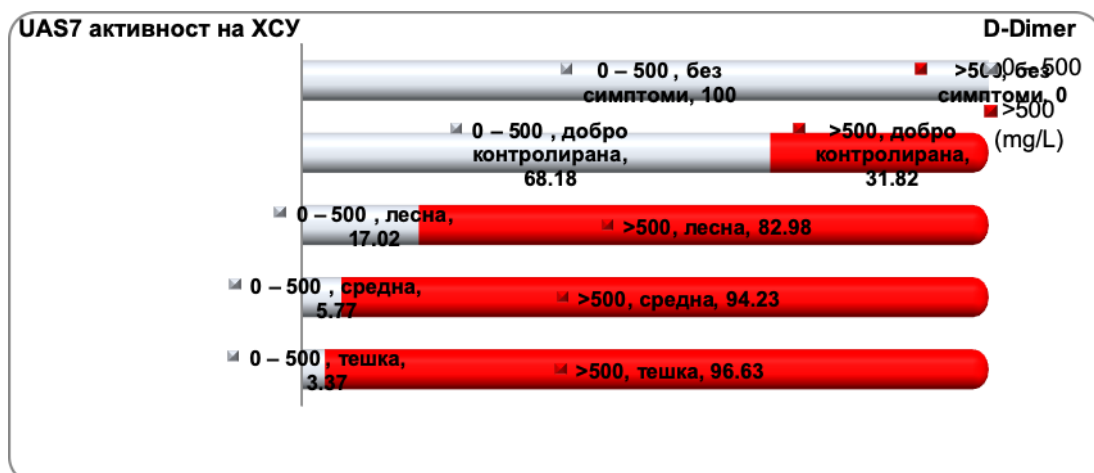 UAS7 активност на ХСУ
D-Dimer
0 – 500 , без
симптоми, 100
>500, без
симптоми, 0
0 – 500
>500
(mg/L)
0 – 500 , добро
контролирана,
68.18
>500, добро
контролирана,
31.82
0 – 500 , лесна,
17.02
>500, лесна, 82.98
0 – 500 , средна,
5.77
>500, средна, 94.23
0 – 500 , тешка,
3.37
>500, тешка, 96.63